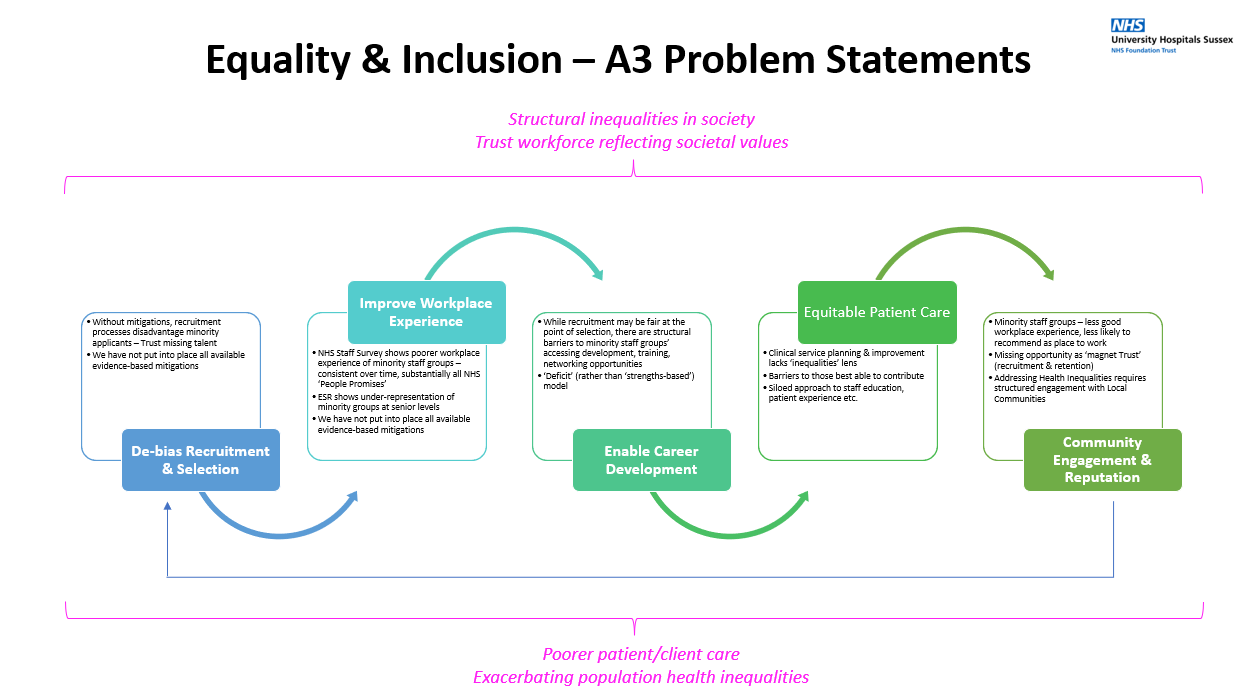 NHS
University Hospitals Sussex
NHS Foundation Trust
Equality & Inclusion – A3 Problem Statements
Structural inequalities in society
Trust workforce reflecting societal values
• Without mitigations, recruitment
processes disadvantage minority
applicants – Trust missing talent
• We have not put into place all available
evidence-based mitigations
De-bias Recruitment
& Selection
Improve Workplace
Experience
• NHS Staff Survey shows poorer workplace
experience of minority staff groups –
consistent over time, substantially all NHS
‘People Promises’
• ESR shows under-representation of
minority groups at senior levels
• We have not put into place all available
evidence-based mitigations
• While recruitment may be fair at the
point of selection, there are structural
barriers to minority staff groups’
accessing development, training,
networking opportunities
• ‘Deficit’ (rather than ‘strengths-based’)
model
Enable Career
Development
Equitable Patient Care
• Clinical service planning & improvement
lacks ‘inequalities’ lens
• Barriers to those best able to contribute
• Siloed approach to staff education,
patient experience etc.
• Minority staff groups – less good
workplace experience, less likely to
recommend as place to work
• Missing opportunity as ‘magnet Trust’
(recruitment & retention)
• Addressing Health Inequalities requires
structured engagement with Local
Communities
Community
Engagement &
Reputation
Poorer patient/client care
Exacerbating population health inequalities